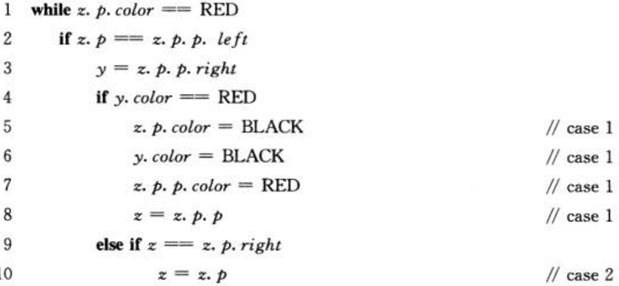 1 while z. p. color == RED
2 if z. p == z. p. p. left
3 y = z. p. p. right
4 if y. color == RED
5 z. p. color = BLACK // case 1
6 y. color = BLACK // case 1
7 z. p. p. color = RED // case 1
8 z = z. p. p // case 1
9 else if z == z. p. right
10 z = z. p // case 2